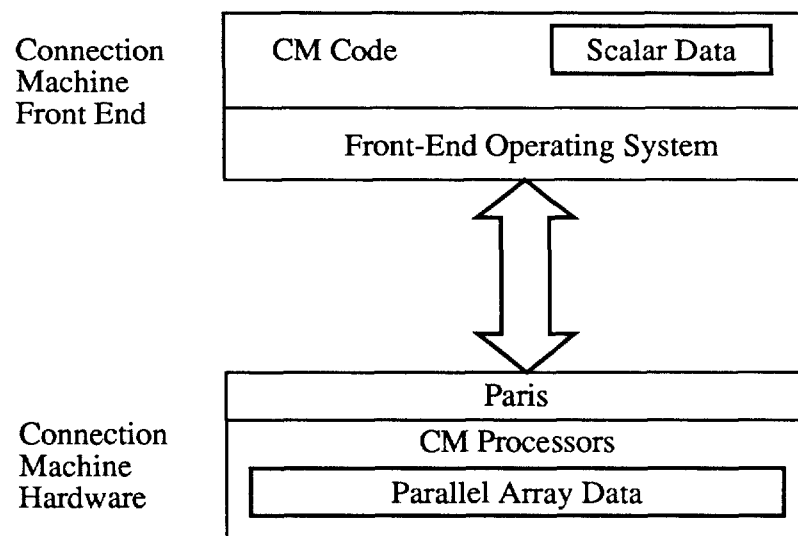 Connection
Machine
Front End
CM Code
Scalar Data
Front-End Operating System
Paris
Connection
Machine
Hardware
CM Processors
Parallel Array Data